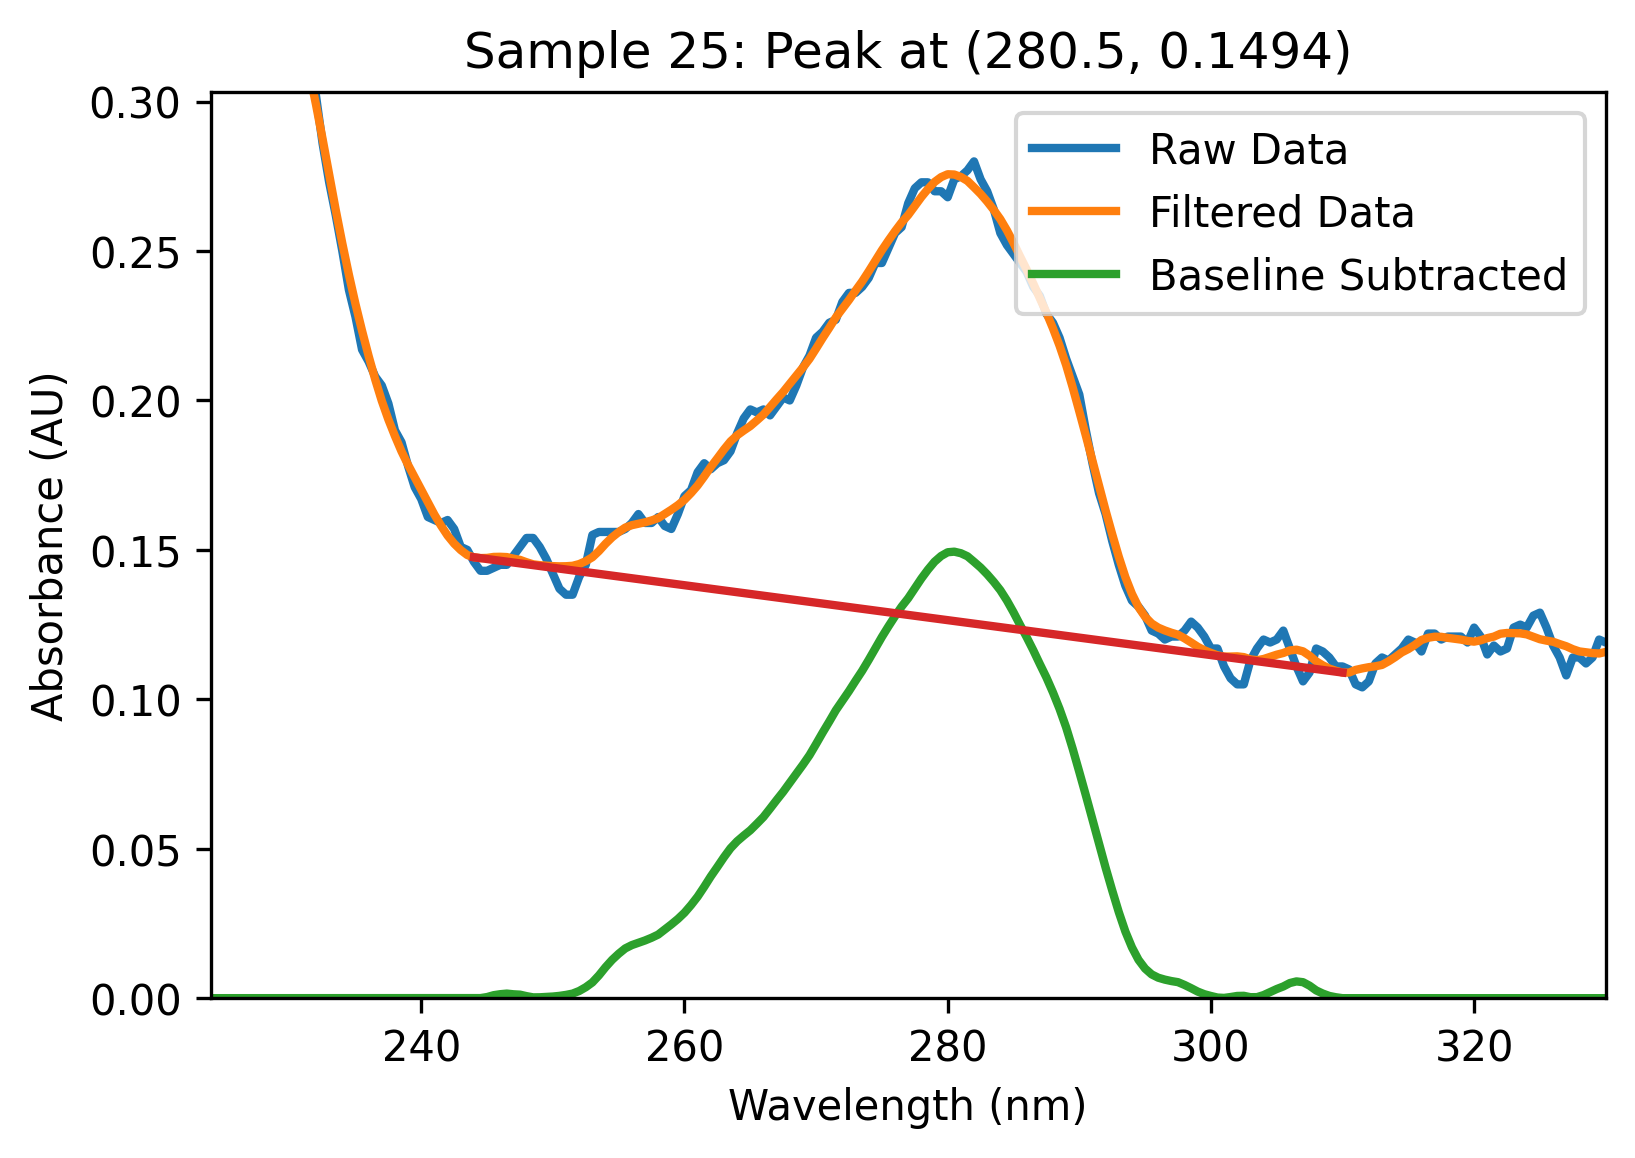 Sample 25: Peak at (280.5, 0.1494)
0.30
0.25
0.20
0.15
0.10
0.05
0.00
Absorbance (AU)
Raw Data
Filtered Data
Baseline Subtracted
240 260 280 300 320
Wavelength (nm)